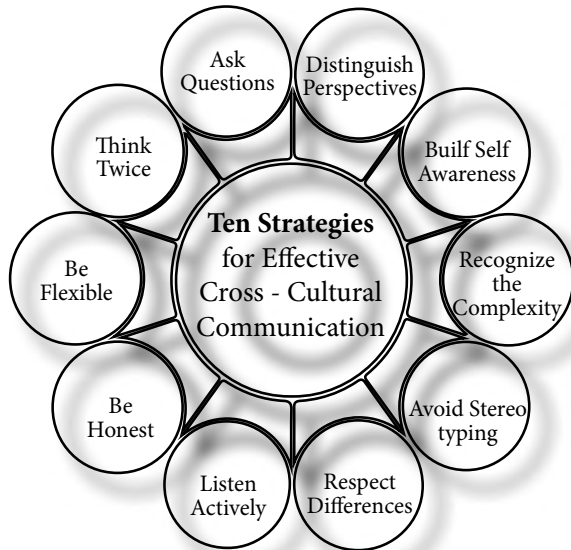 Ten Strategies
for Effective
Cross - Cultural
Communication
Ask
Questions
Distinguish
Perspectives
Builf Self
Awareness
Recognize
the
Complexity
Avoid Stereo
typing
Respect
Differences
Listen
Actively
Be
Honest
Be
Flexible
Think
Twice